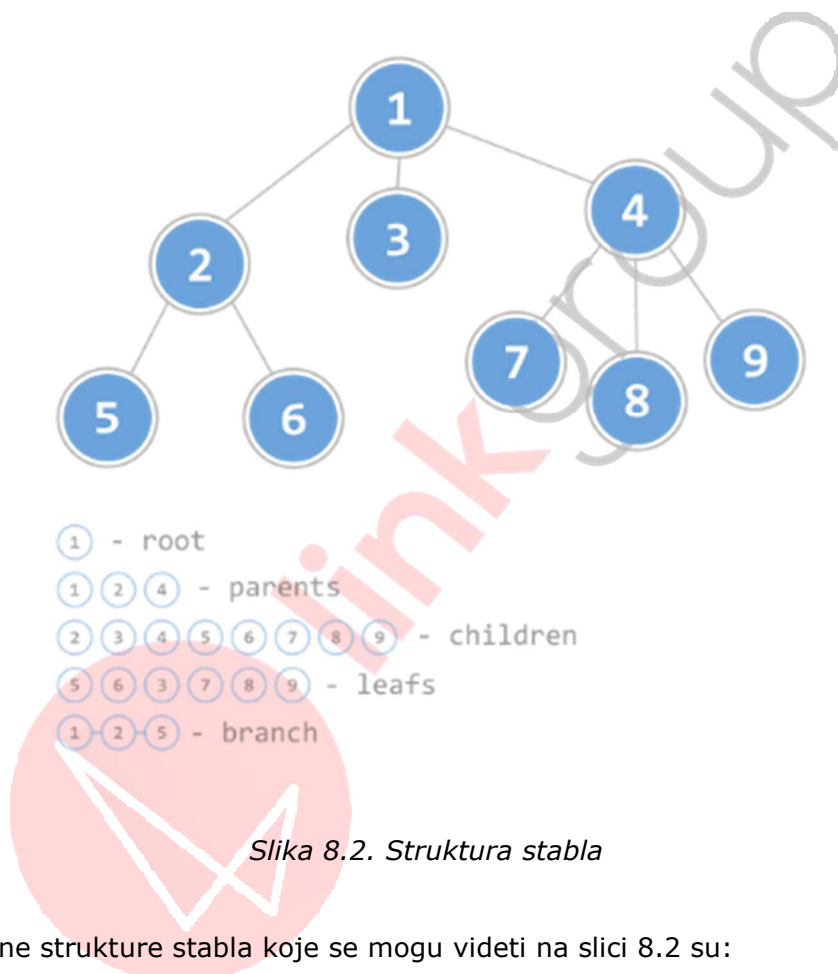 1
2 3 4
5 6 7 8 9
linkgroup
1 - root
1 2 4 - parents
2 3 4 5 6 7 8 9 - children
5 6 3 7 8 9 - leafs
1-2-5 - branch
Slika 8.2. Struktura stabla
ne strukture stabla koje se mogu videti na slici 8.2 su: